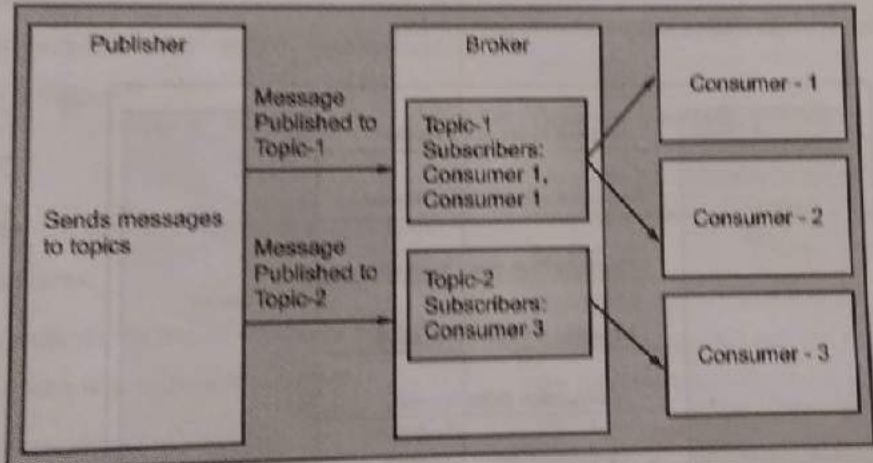 Publisher
Sends messages
to topics
Message
Published to
Topic-1
Message
Published to
Topic-2
Broker
Topic-1
Subscribers:
Consumer 1,
Consumer 1
Topic-2
Subscribers:
Consumer 3
Consumer - 1
Consumer - 2
Consumer - 3